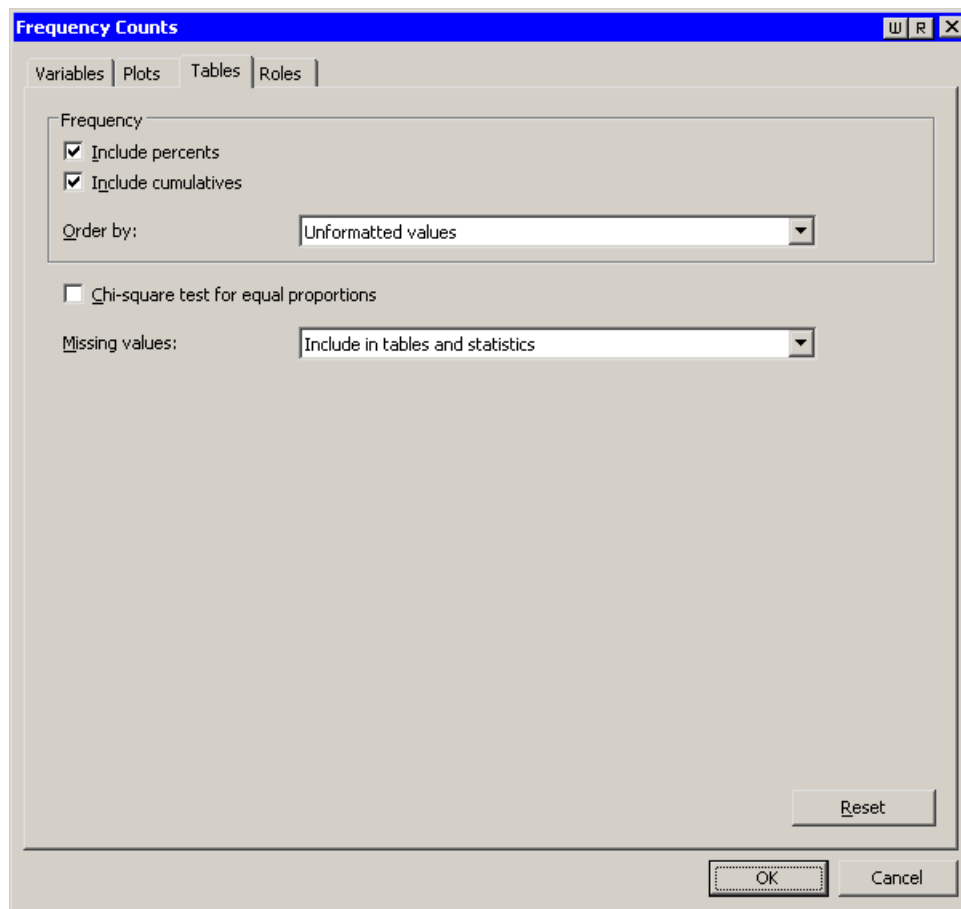 Frequency Counts W R X
Variables Plots Tables Roles
Frequency
Include percents
Include cumulatives
Order by: Unformatted values
Chi-square test for equal proportions
Missing values: Include in tables and statistics
Reset
OK Cancel